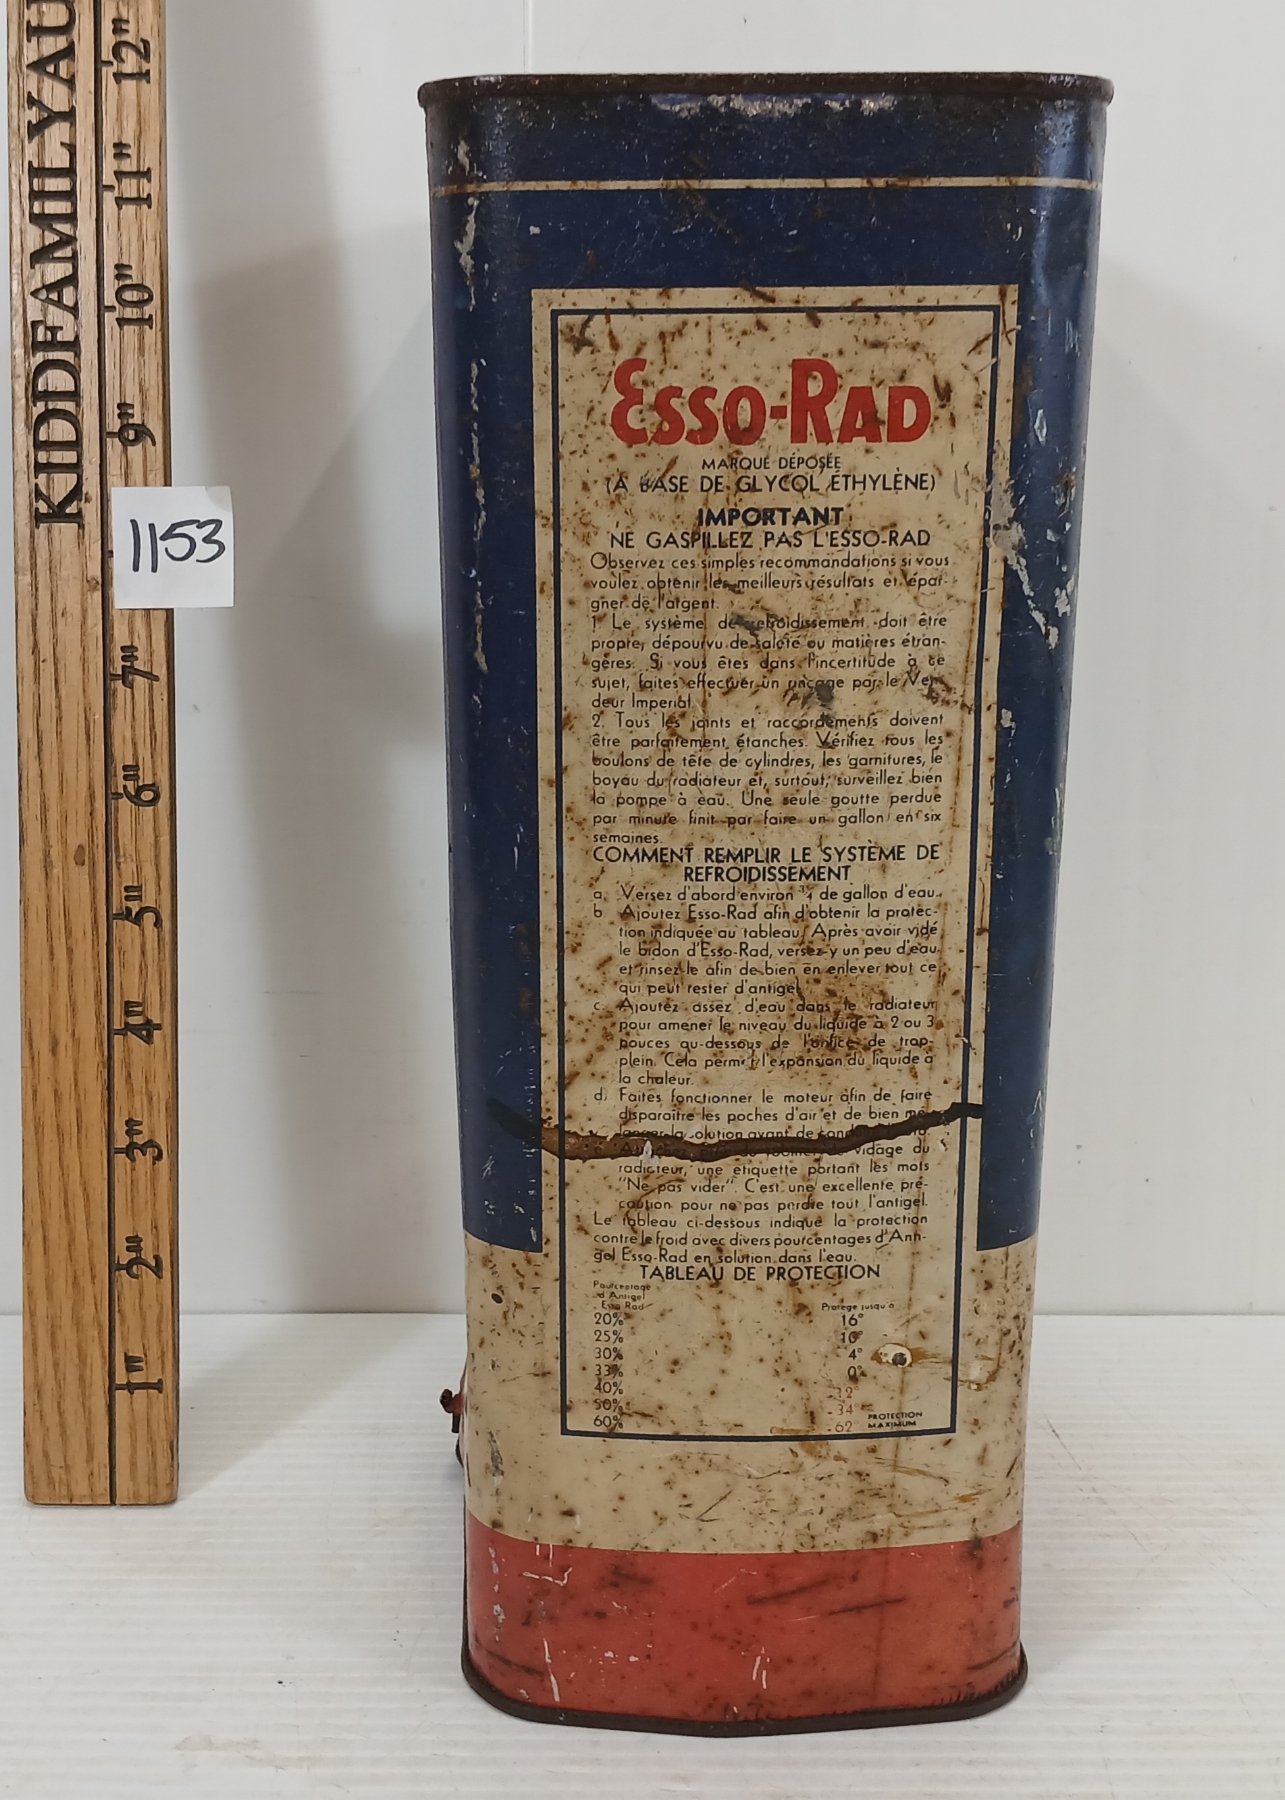 KIDDFAMILYAU
12"
11"
10"
9"
7"
6"
5"
4"
3"
2"
1"
1153
ESSO-RAD
MARQUE DÉPOSÉE
(A BASE DE GLYCOL ÉTHYLÈNE)
IMPORTANT
NE GASPILLEZ PAS L'ESSO-RAD
Observez ces simples recommandations si vous
voulez obtenir les meilleurs résultats et épar-
gner de l'argent.
1. Le système de refroidissement doit être
propre, dépourvu de saleté ou matières étran-
gères. Si vous êtes dans l'incertitude à ce
sujet, faites effectuer un rinçage par le Ven-
deur Imperial.
2. Tous les joints et raccordements doivent
être parfaitement étanches. Vérifiez tous les
boulons de tête de cylindres, les garnitures, le
boyau du radiateur et, surtout, surveillez bien
la pompe à eau. Une seule goutte perdue
par minute finit par faire un gallon en six
semaines.
COMMENT REMPLIR LE SYSTÈME DE
REFROIDISSEMENT
a. Versez d'abord environ ¾ de gallon d'eau.
b. Ajoutez Esso-Rad afin d'obtenir la protec-
tion indiquée au tableau. Après avoir vidé
le bidon d'Esso-Rad, versez-y un peu d'eau
et rinsez-le afin de bien en enlever tout ce
qui peut rester d'antigel.
c. Ajoutez assez d'eau dans le radiateur
pour amener le niveau du liquide à 2 ou 3
pouces au-dessous de l'orifice de trop-
plein. Cela permet l'expansion du liquide à
la chaleur.
d. Faites fonctionner le moteur afin de faire
disparaître les poches d'air et de bien mé-
langer la solution avant de
vidage du
radiateur, une étiquette portant les mots
"Ne pas vider". C'est une excellente pré-
caution pour ne pas perdre tout l'antigel.
Le tableau ci-dessous indique la protection
contre le froid avec divers pourcentages d'Anti-
gel Esso-Rad en solution dans l'eau.
TABLEAU DE PROTECTION
Pourcentage
d'Antigel
Esso Rad Protège jusqu'à
20% 16°
25% 10°
30% 4°
33% 0°
40% -12°
50% -34°
60% -62° PROTECTION
MAXIMUM